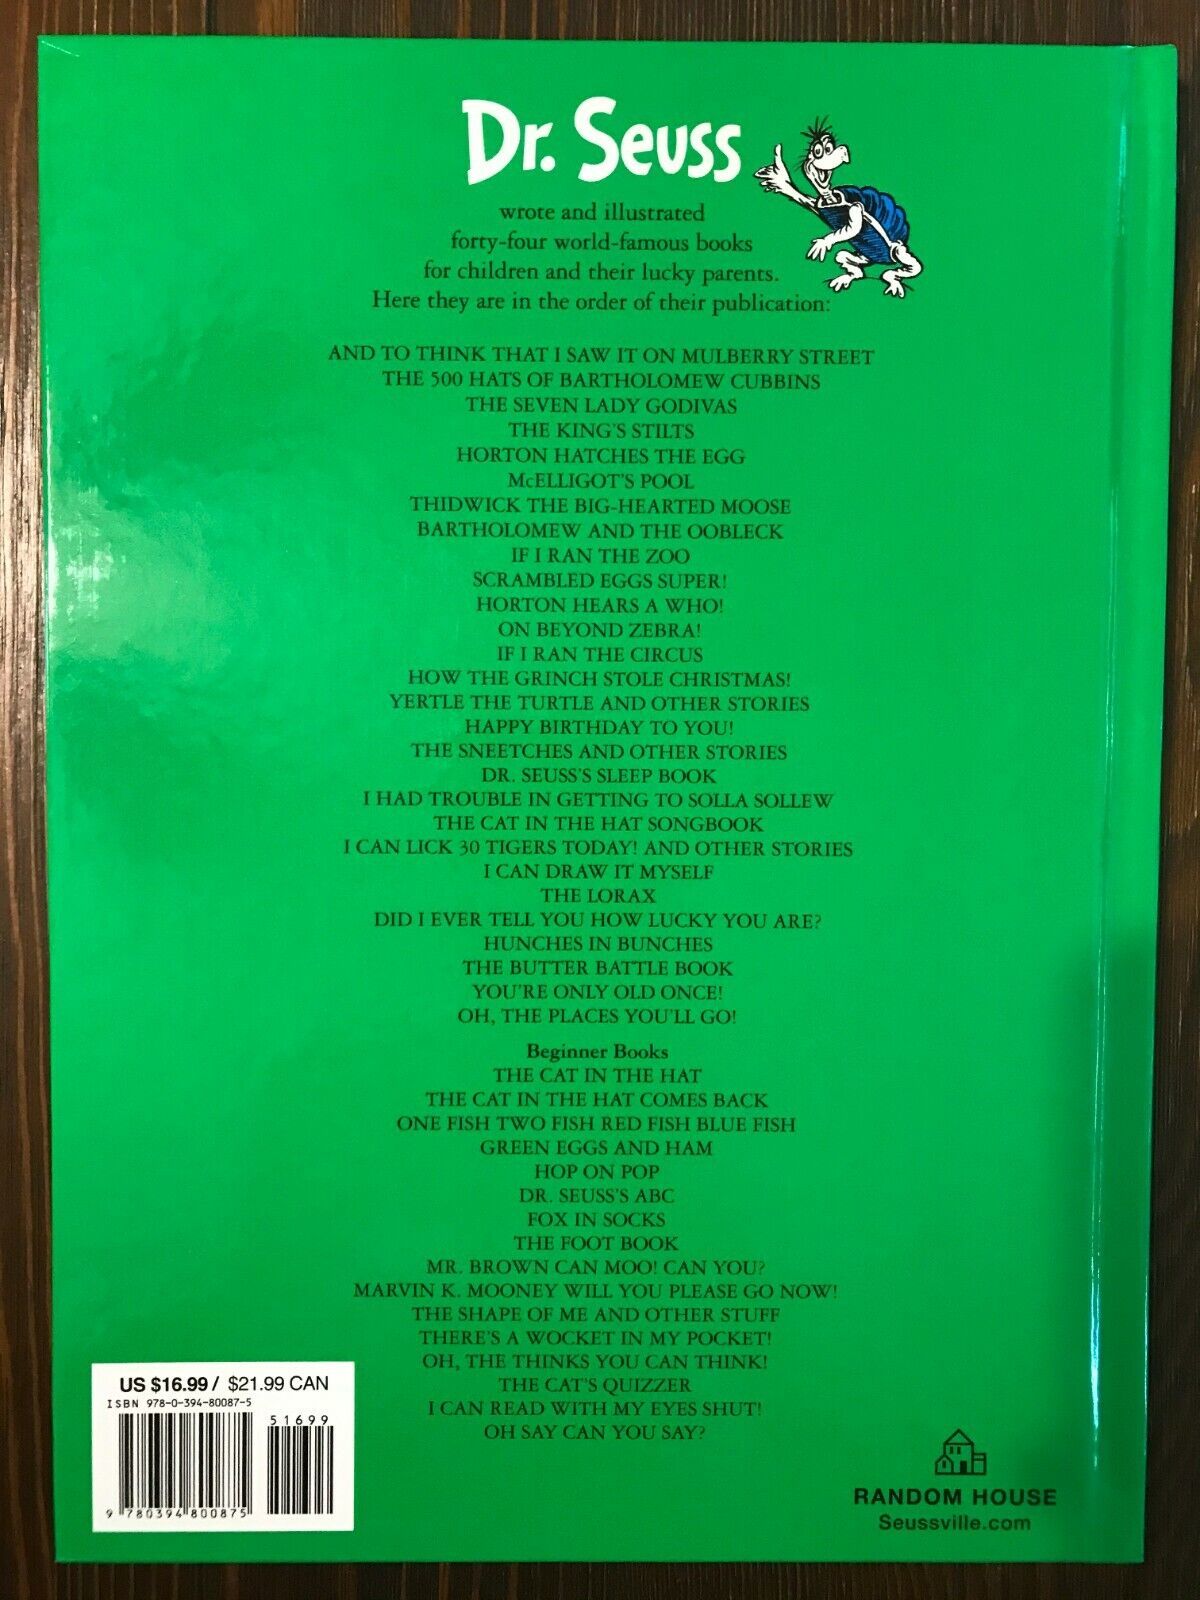 Dr. Seuss
wrote and illustrated
forty-four world-famous books
for children and their lucky parents.
Here they are in the order of their publication:
AND TO THINK THAT I SAW IT ON MULBERRY STREET
THE 500 HATS OF BARTHOLOMEW CUBBINS
THE SEVEN LADY GODIVAS
THE KING'S STILTS
HORTON HATCHES THE EGG
McELLIGOT'S POOL
THIDWICK THE BIG-HEARTED MOOSE
BARTHOLOMEW AND THE OOBLECK
IF I RAN THE ZOO
SCRAMBLED EGGS SUPER!
HORTON HEARS A WHO!
ON BEYOND ZEBRA!
IF I RAN THE CIRCUS
HOW THE GRINCH STOLE CHRISTMAS!
YERTLE THE TURTLE AND OTHER STORIES
HAPPY BIRTHDAY TO YOU!
THE SNEETCHES AND OTHER STORIES
DR. SEUSS'S SLEEP BOOK
I HAD TROUBLE IN GETTING TO SOLLA SOLLEW
THE CAT IN THE HAT SONGBOOK
I CAN LICK 30 TIGERS TODAY! AND OTHER STORIES
I CAN DRAW IT MYSELF
THE LORAX
DID I EVER TELL YOU HOW LUCKY YOU ARE?
HUNCHES IN BUNCHES
THE BUTTER BATTLE BOOK
YOU'RE ONLY OLD ONCE!
OH, THE PLACES YOU'LL GO!
Beginner Books
THE CAT IN THE HAT
THE CAT IN THE HAT COMES BACK
ONE FISH TWO FISH RED FISH BLUE FISH
GREEN EGGS AND HAM
HOP ON POP
DR. SEUSS'S ABC
FOX IN SOCKS
THE FOOT BOOK
MR. BROWN CAN MOO! CAN YOU?
MARVIN K. MOONEY WILL YOU PLEASE GO NOW!
THE SHAPE OF ME AND OTHER STUFF
THERE'S A WOCKET IN MY POCKET!
OH, THE THINKS YOU CAN THINK!
THE CAT'S QUIZZER
I CAN READ WITH MY EYES SHUT!
OH SAY CAN YOU SAY?
US $16.99 / $21.99 CAN
ISBN 978-0-394-80087-5
51699
9 780394 800875
RANDOM HOUSE
Seussville.com